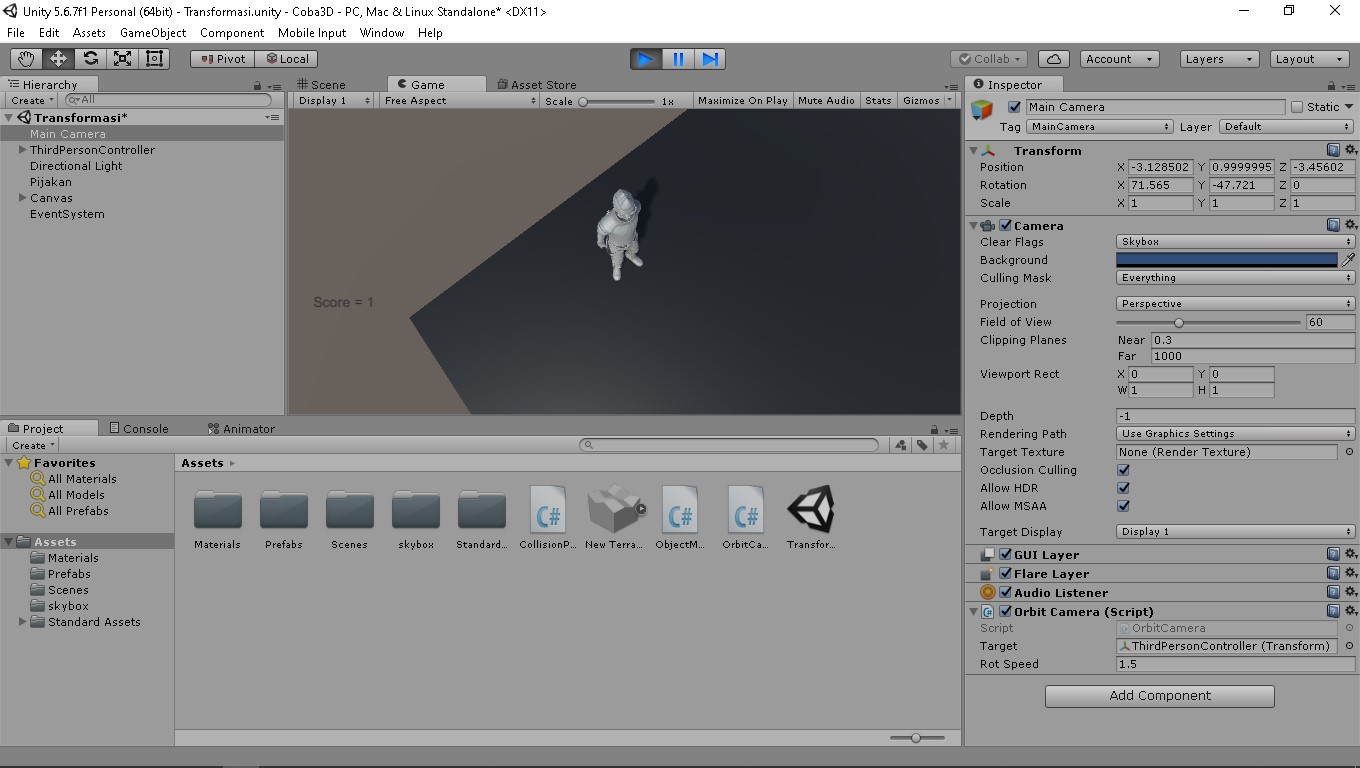 Unity 5.6.7f1 Personal (64bit) - Transformasi.unity - Coba3D - PC, Mac & Linux Standalone* <DX11>
File Edit Assets GameObject Component Mobile Input Window Help
Pivot Local Collab Account Layers Layout
Hierarchy
Create All
Transformasi*
Main Camera
ThirdPersonController
Directional Light
Pijakan
Canvas
EventSystem
Scene Game Asset Store
Display 1 Free Aspect Scale 1x Maximize On Play Mute Audio Stats Gizmos
Score = 1
Inspector
Main Camera Static
Tag MainCamera Layer Default
Transform
Position X -3.128502 Y 0.9999995 Z -3.45602
Rotation X 71.565 Y -47.721 Z 0
Scale X 1 Y 1 Z 1
Camera
Clear Flags Skybox
Background
Culling Mask Everything
Projection Perspective
Field of View 60
Clipping Planes Near 0.3
Far 1000
Viewport Rect X 0 Y 0
W 1 H 1
Depth -1
Rendering Path Use Graphics Settings
Target Texture None (Render Texture)
Occlusion Culling
Allow HDR
Allow MSAA
Target Display Display 1
GUI Layer
Flare Layer
Audio Listener
Orbit Camera (Script)
Script OrbitCamera
Target ThirdPersonController (Transform)
Rot Speed 1.5
Add Component
Project Console Animator
Create
Favorites
All Materials
All Models
All Prefabs
Assets
Materials
Prefabs
Scenes
skybox
Standard Assets
Assets
Materials Prefabs Scenes skybox Standard... CollisionP... New Terra... ObjectM... OrbitCa... Transfor...